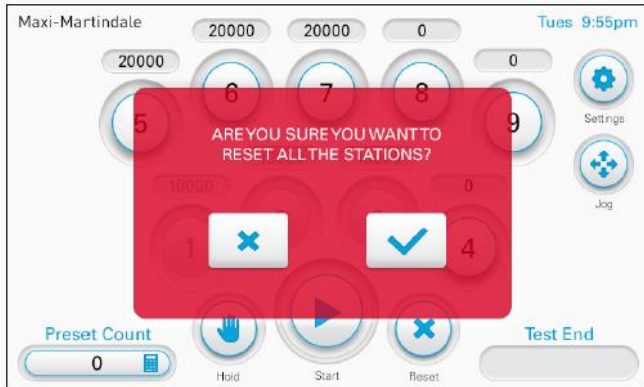 Maxi-Martindale
Tues 9:55pm
20000
20000
0
20000
0
6
7
8
5
9
Settings
ARE YOU SURE YOU WANT TO
RESET ALL THE STATIONS?
Jog
10000
0
1
4
Preset Count
Test End
0
Hold
Start
Reset